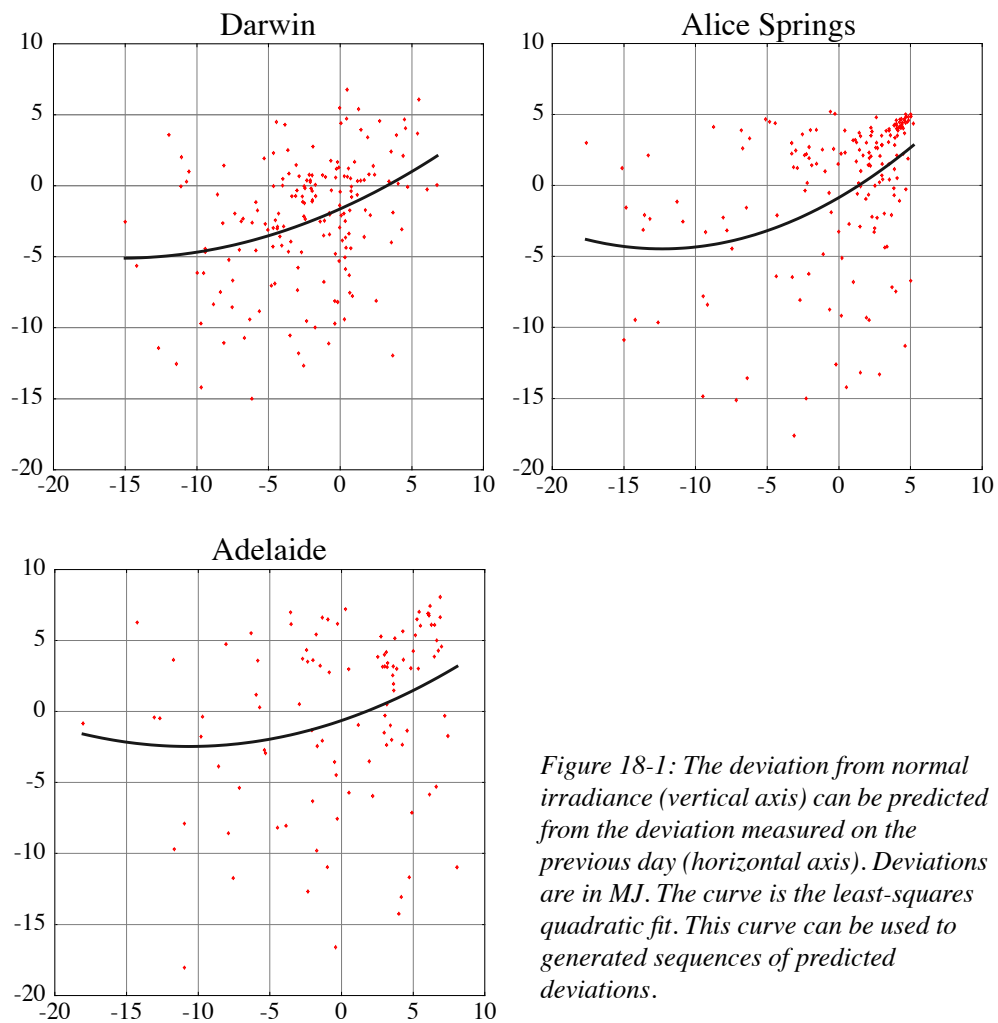 Darwin
10
5
0
-5
-10
-15
-20
-20 -15 -10 -5 0 5 10
Alice Springs
10
5
0
-5
-10
-15
-20
-20 -15 -10 -5 0 5 10
Adelaide
10
5
0
-5
-10
-15
-20
-20 -15 -10 -5 0 5 10
Figure 18-1: The deviation from normal
irradiance (vertical axis) can be predicted
from the deviation measured on the
previous day (horizontal axis). Deviations
are in MJ. The curve is the least-squares
quadratic fit. This curve can be used to
generated sequences of predicted
deviations.